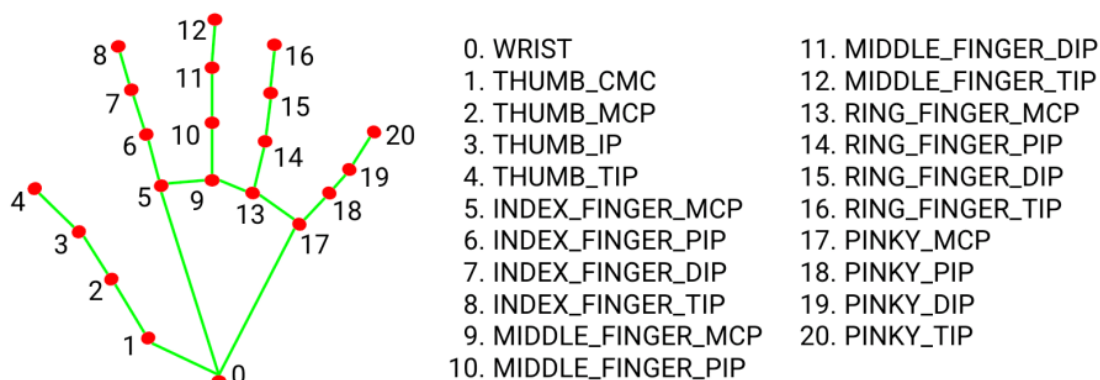 12
8
16
11
7
15
20
10
6
14
19
4
5
9
13
18
3
17
2
1
0
0. WRIST
1. THUMB_CMC
2. THUMB_MCP
3. THUMB_IP
4. THUMB_TIP
5. INDEX_FINGER_MCP
6. INDEX_FINGER_PIP
7. INDEX_FINGER_DIP
8. INDEX_FINGER_TIP
9. MIDDLE_FINGER_MCP
10. MIDDLE_FINGER_PIP
11. MIDDLE_FINGER_DIP
12. MIDDLE_FINGER_TIP
13. RING_FINGER_MCP
14. RING_FINGER_PIP
15. RING_FINGER_DIP
16. RING_FINGER_TIP
17. PINKY_MCP
18. PINKY_PIP
19. PINKY_DIP
20. PINKY_TIP